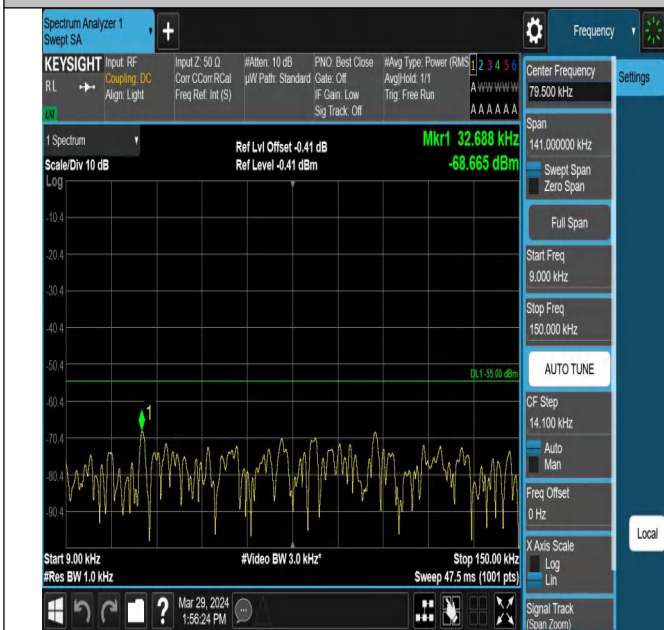 Spectrum Analyzer 1
Swept SA
Frequency
KEYSIGHT
RL
LXI
Input: RF
Coupling: DC
Align: Light
Input Z: 50 Ω
Corr CCorr RCal
Freq Ref: Int (S)
#Atten: 10 dB
µW Path: Standard
PNO: Best Close
Gate: Off
IF Gain: Low
Sig Track: Off
#Avg Type: Power (RMS
Avg|Hold: 1/1
Trig: Free Run
1 2 3 4 5 6
A W W W W W
A A A A A A
Center Frequency
79.500 kHz
Settings
1 Spectrum
Scale/Div 10 dB
Log
Ref Lvl Offset -0.41 dB
Ref Level -0.41 dBm
Mkr1 32.688 kHz
-68.665 dBm
Span
141.000000 kHz
Swept Span
Zero Span
Full Span
Start Freq
9.000 kHz
Stop Freq
150.000 kHz
AUTO TUNE
CF Step
14.100 kHz
Auto
Man
Freq Offset
0 Hz
X Axis Scale
Log
Lin
Signal Track
(Span Zoom)
Local
-10.4
-20.4
-30.4
-40.4
-50.4
-60.4
-70.4
-80.4
-90.4
DL1 -55.00 dBm
1
Start 9.00 kHz
#Res BW 1.0 kHz
#Video BW 3.0 kHz*
Stop 150.00 kHz
Sweep 47.5 ms (1001 pts)
?
Mar 29, 2024
1:56:24 PM